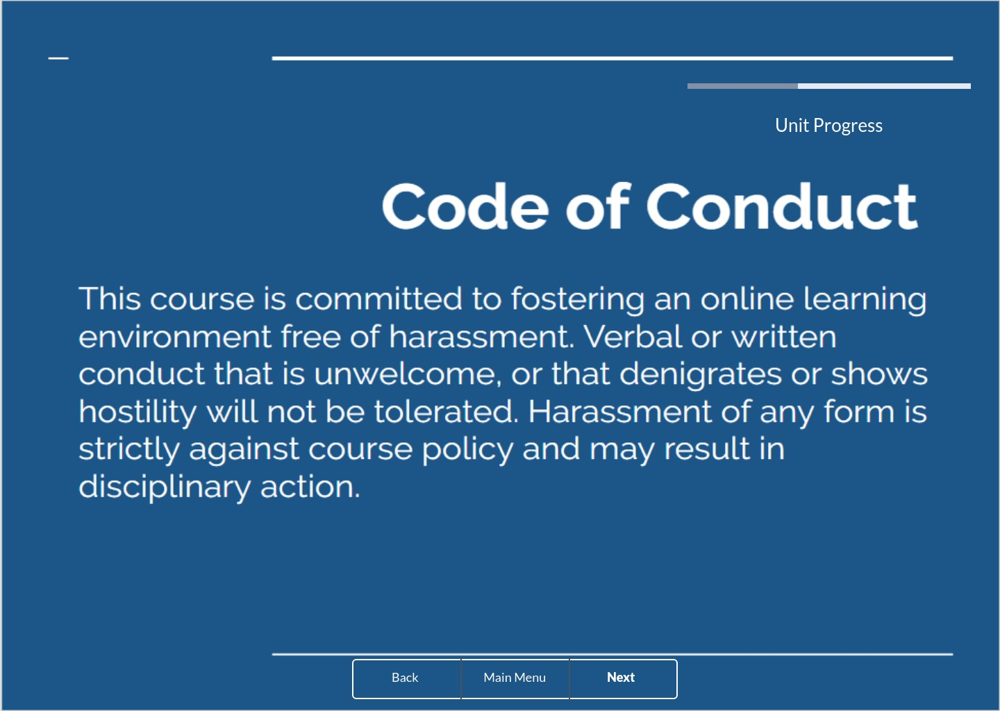 Unit Progress
Code of Conduct
This course is committed to fostering an online learning
environment free of harassment. Verbal or written
conduct that is unwelcome, or that denigrates or shows
hostility will not be tolerated. Harassment of any form is
strictly against course policy and may result in
disciplinary action.
Back
Main Menu
Next